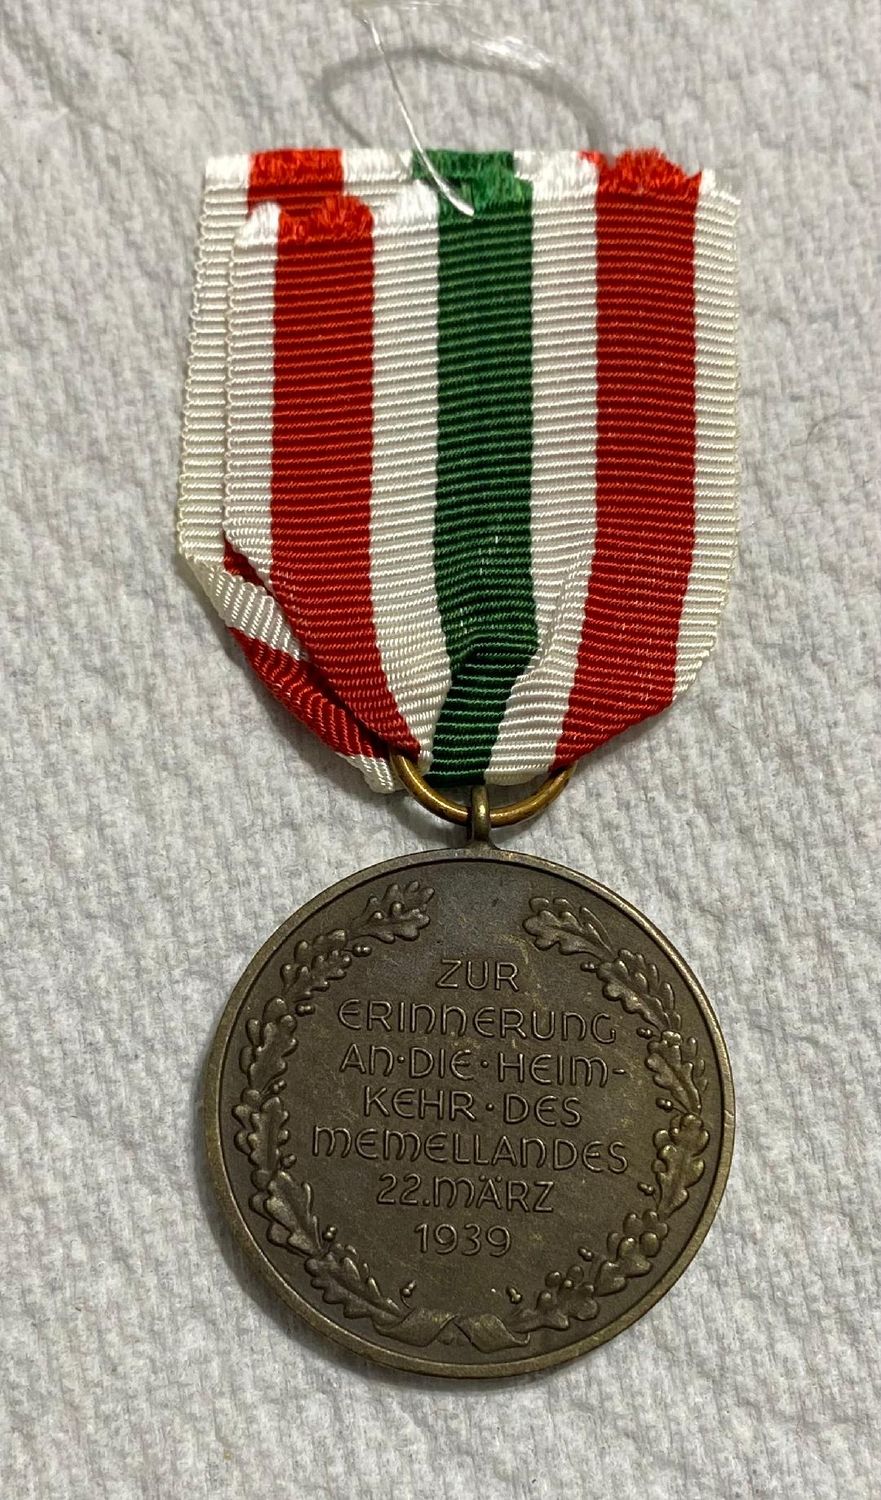 ZUR
ERINNERUNG
AN·DIE·HEIM-
KEHR·DES
MEMELLANDES
22.MÄRZ
1939